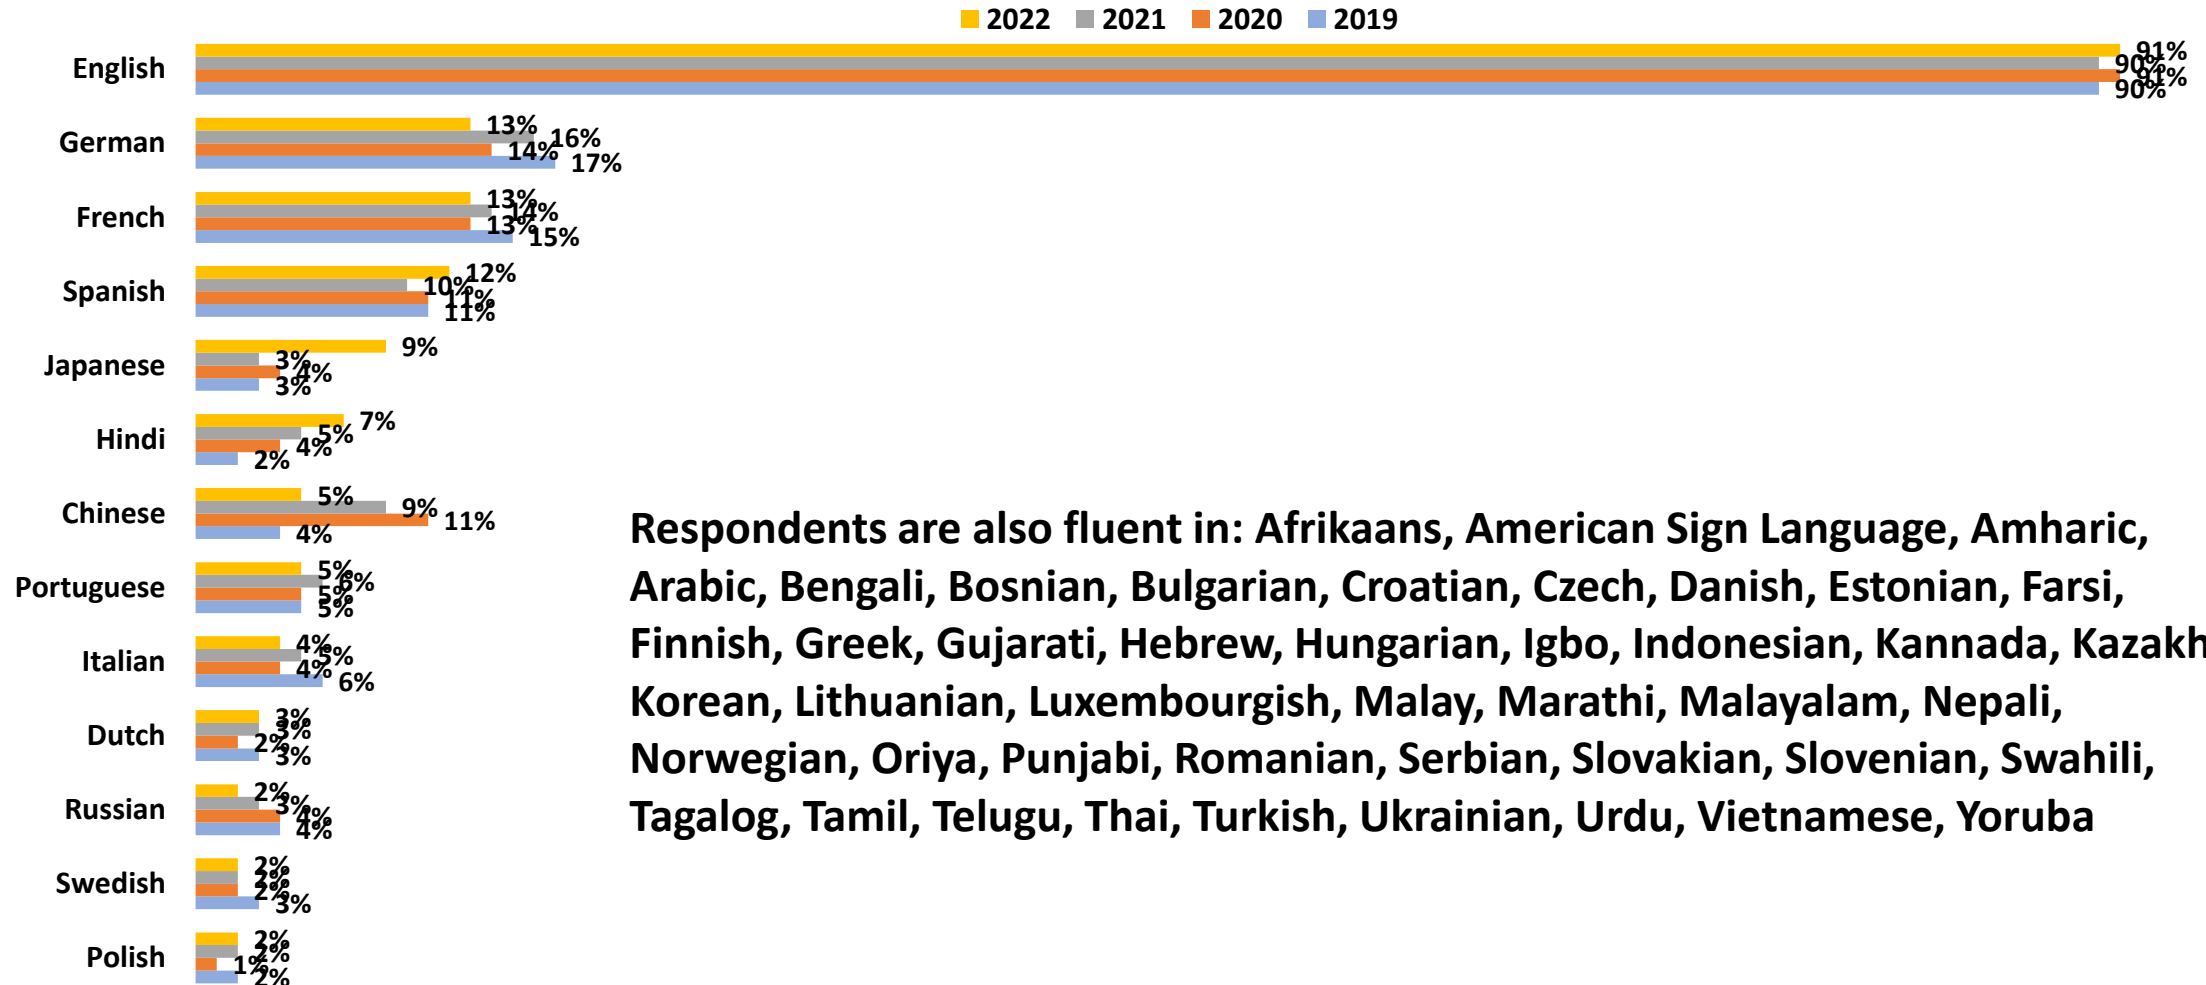 2022 2021 2020 2019
English 91% 90% 91% 90%
German 13% 16% 14% 17%
French 13% 14% 13% 15%
Spanish 12% 10% 11% 11%
Japanese 9% 3% 4% 3%
Hindi 7% 5% 4% 2%
Chinese 5% 9% 11% 4%
Portuguese 5% 6% 5% 5%
Italian 4% 5% 4% 6%
Dutch 3% 3% 2% 3%
Russian 2% 3% 4% 4%
Swedish 2% 2% 2% 3%
Polish 2% 2% 1% 2%
Respondents are also fluent in: Afrikaans, American Sign Language, Amharic,
Arabic, Bengali, Bosnian, Bulgarian, Croatian, Czech, Danish, Estonian, Farsi,
Finnish, Greek, Gujarati, Hebrew, Hungarian, Igbo, Indonesian, Kannada, Kazakh
Korean, Lithuanian, Luxembourgish, Malay, Marathi, Malayalam, Nepali,
Norwegian, Oriya, Punjabi, Romanian, Serbian, Slovakian, Slovenian, Swahili,
Tagalog, Tamil, Telugu, Thai, Turkish, Ukrainian, Urdu, Vietnamese, Yoruba